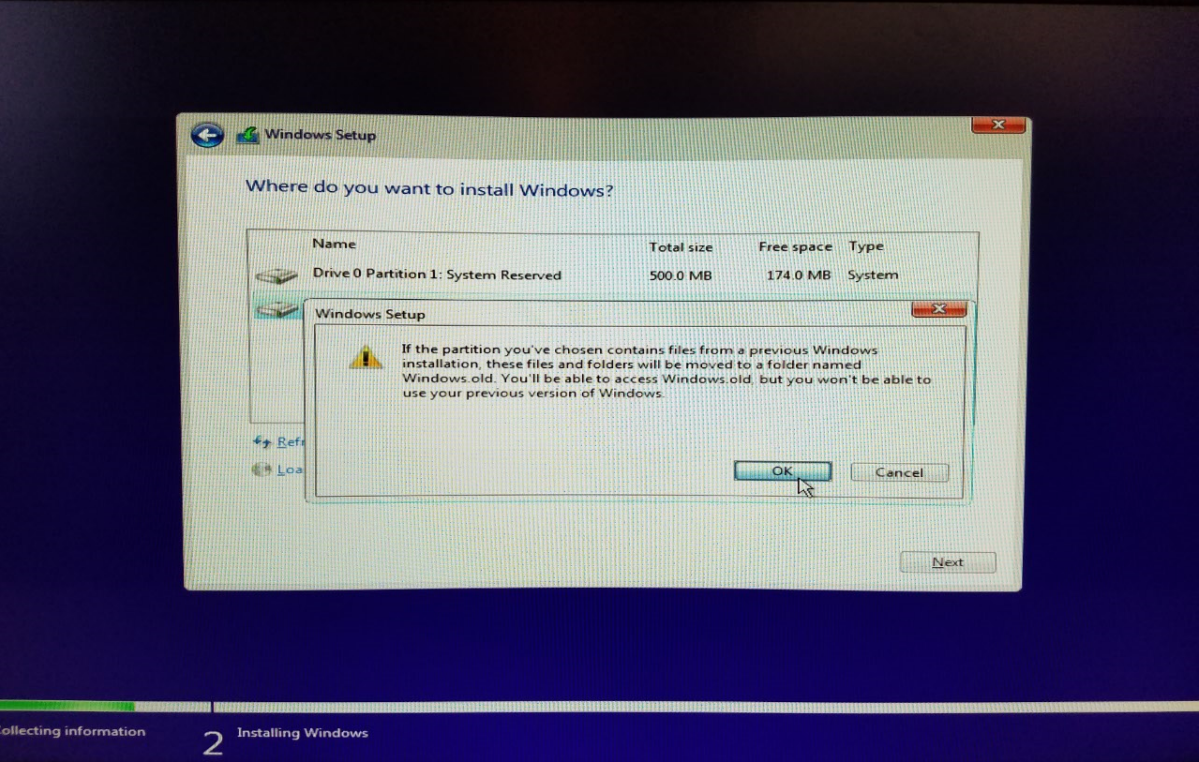 Windows Setup
Where do you want to install Windows?
Name Total size Free space Type
Drive 0 Partition 1: System Reserved 500.0 MB 174.0 MB System
Windows Setup
If the partition you've chosen contains files from a previous Windows
installation, these files and folders will be moved to a folder named
Windows.old. You'll be able to access Windows.old, but you won't be able to
use your previous version of Windows.
OK Cancel
Refr
Loa
Next
ollecting information
2 Installing Windows